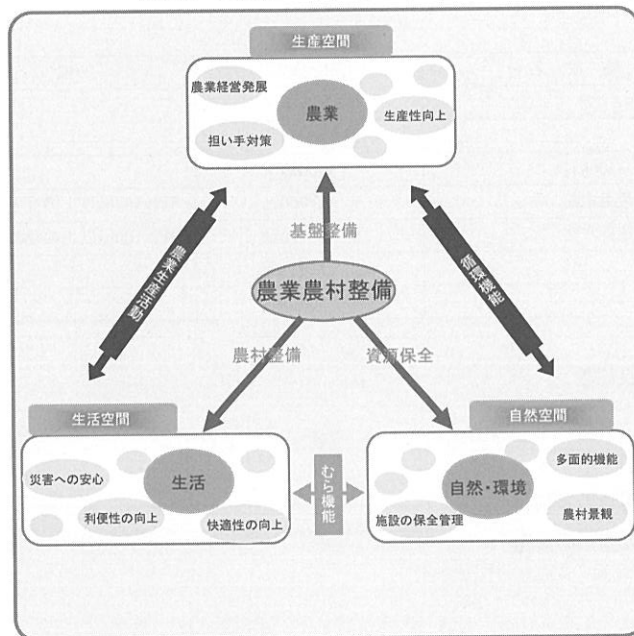 生産空間
農業経営発展
農業
生産性向上
担い手対策
基盤整備
農業生産活動
循環機能
農業農村整備
農村整備
資源保全
生活空間
自然空間
災害への安心
生活
利便性の向上
快適性の向上
むら機能
多面的機能
自然・環境
施設の保全管理
農村景観